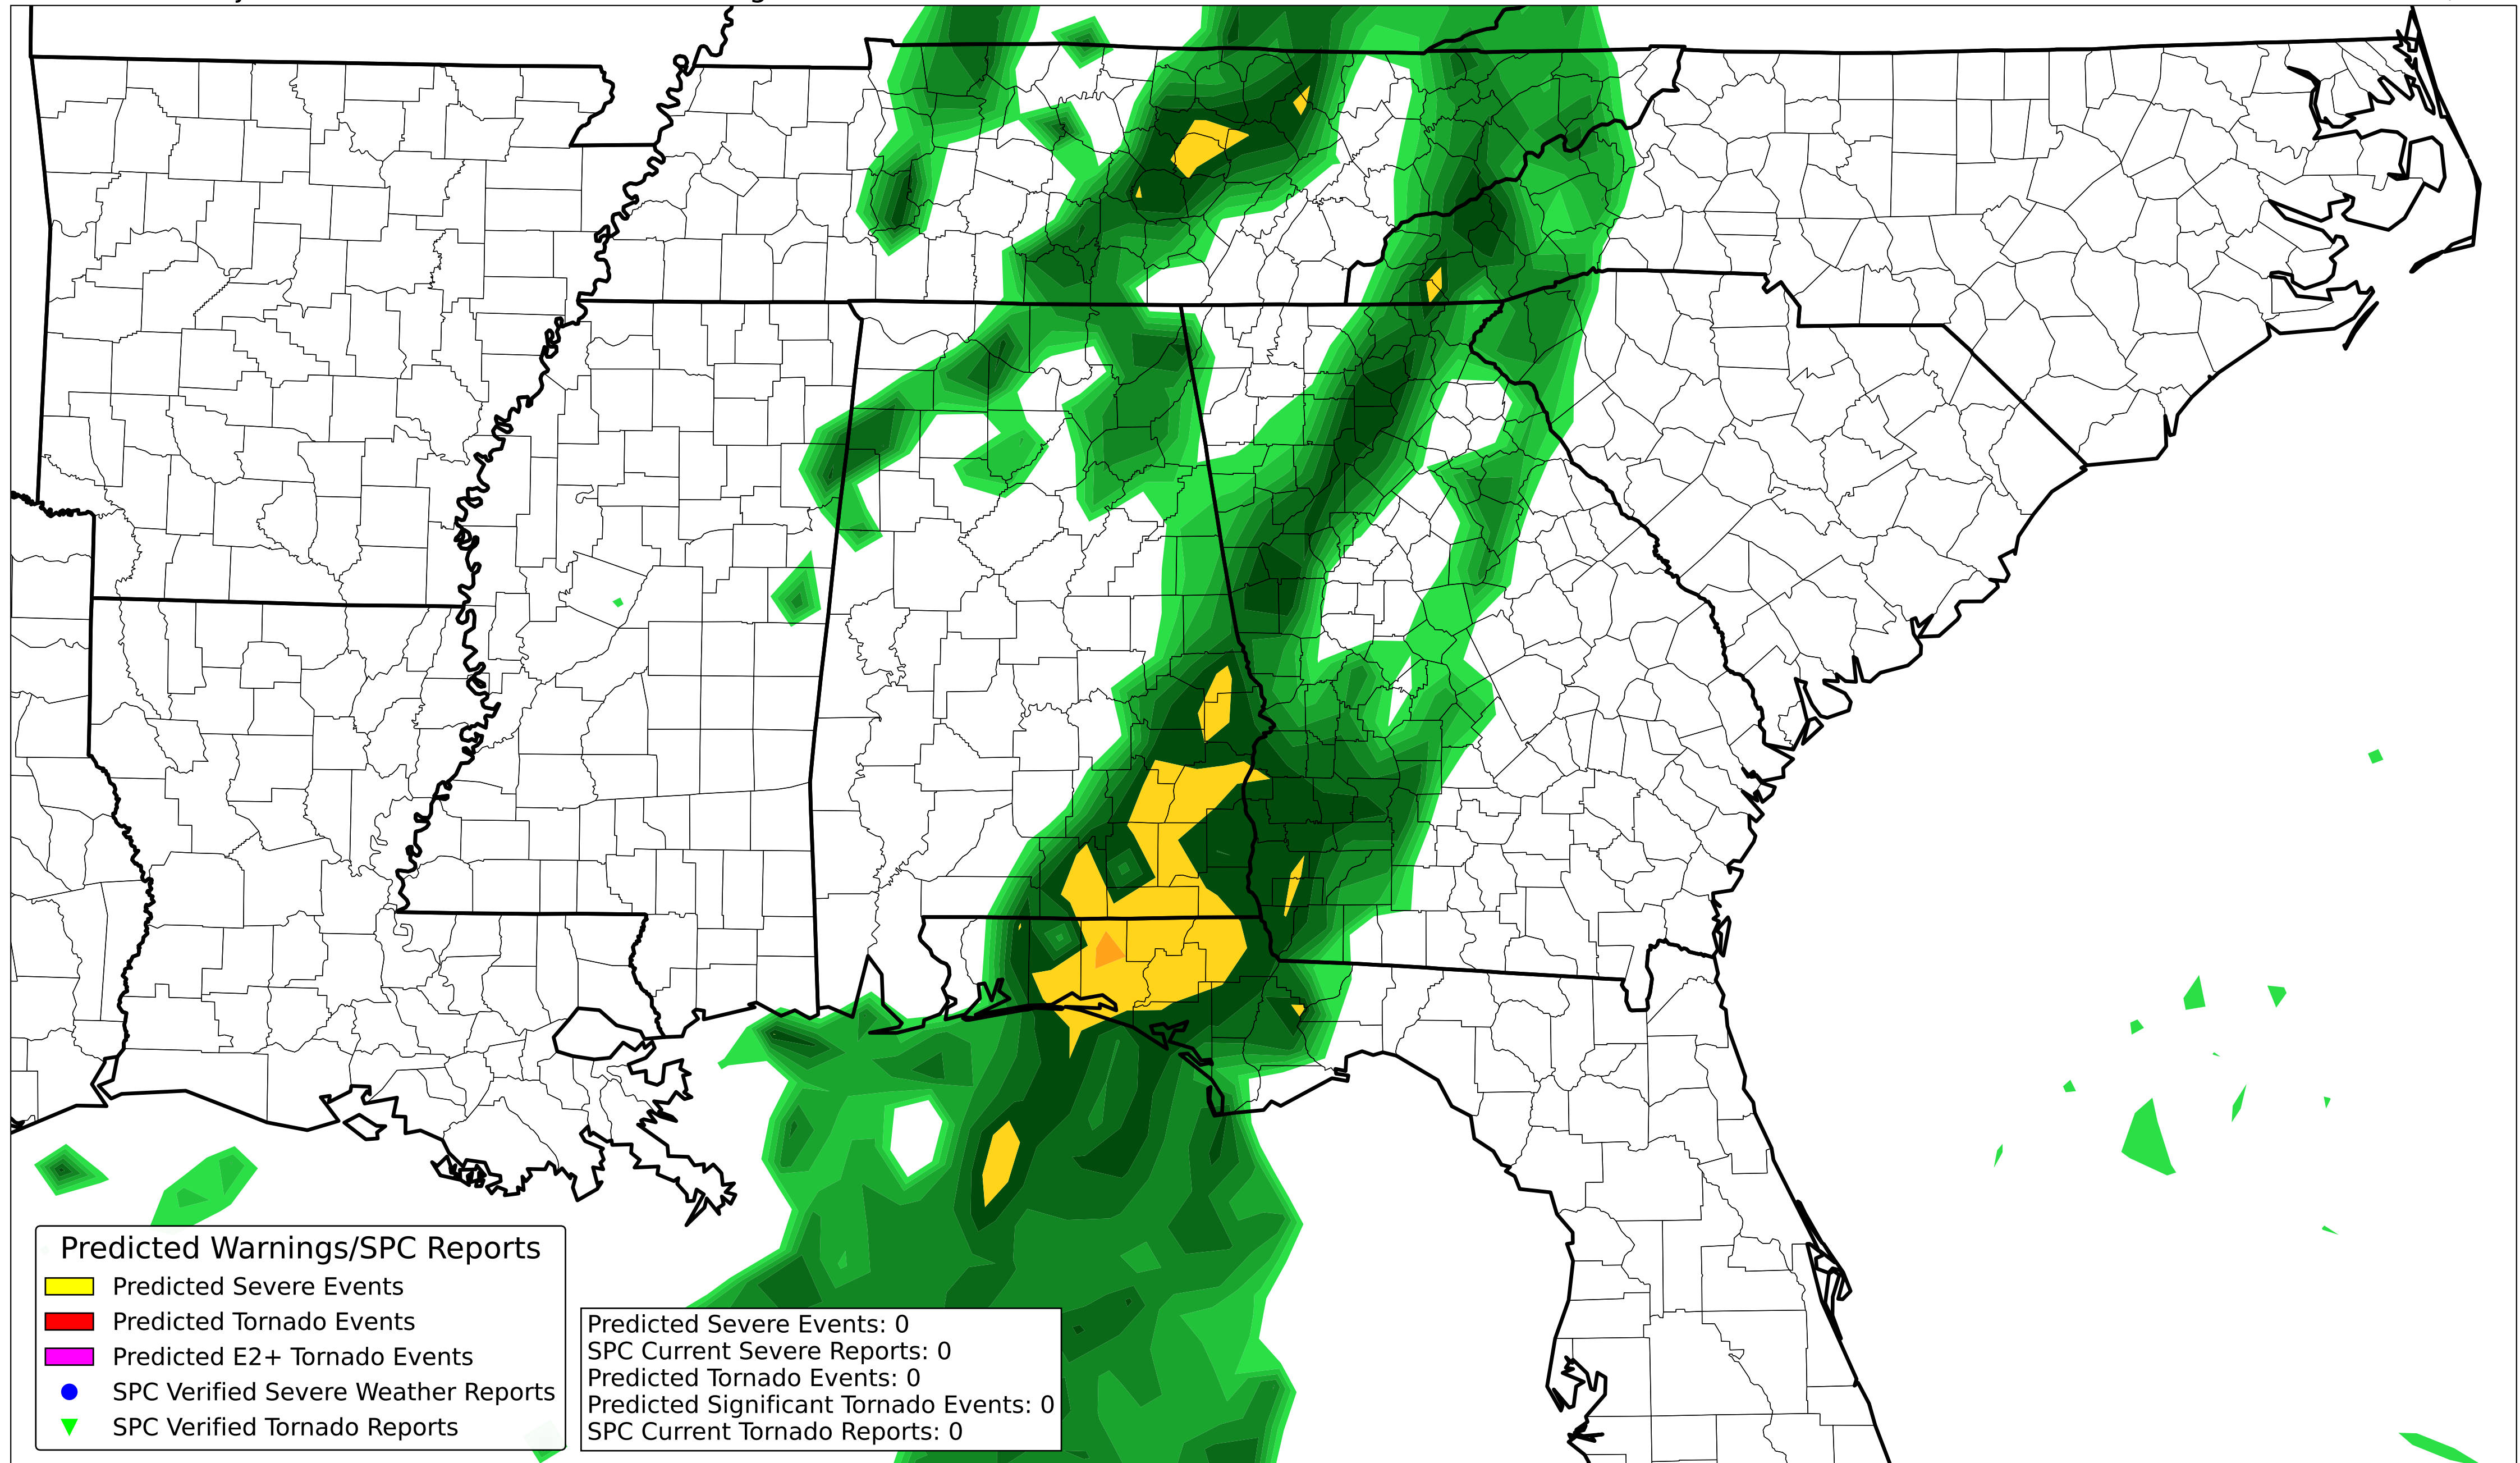 Predicted Warnings/SPC Reports
Predicted Severe Events
Predicted Tornado Events
Predicted E2+ Tornado Events
SPC Verified Severe Weather Reports
SPC Verified Tornado Reports
Predicted Severe Events: 0
SPC Current Severe Reports: 0
Predicted Tornado Events: 0
Predicted Significant Tornado Events: 0
SPC Current Tornado Reports: 0